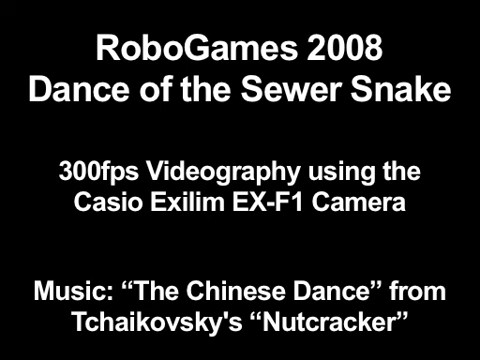 RoboGames 2008
Dance of the Sewer Snake
300fps Videography using the
Casio Exilim EX-F1 Camera
Music: “The Chinese Dance” from
Tchaikovsky's “Nutcracker”